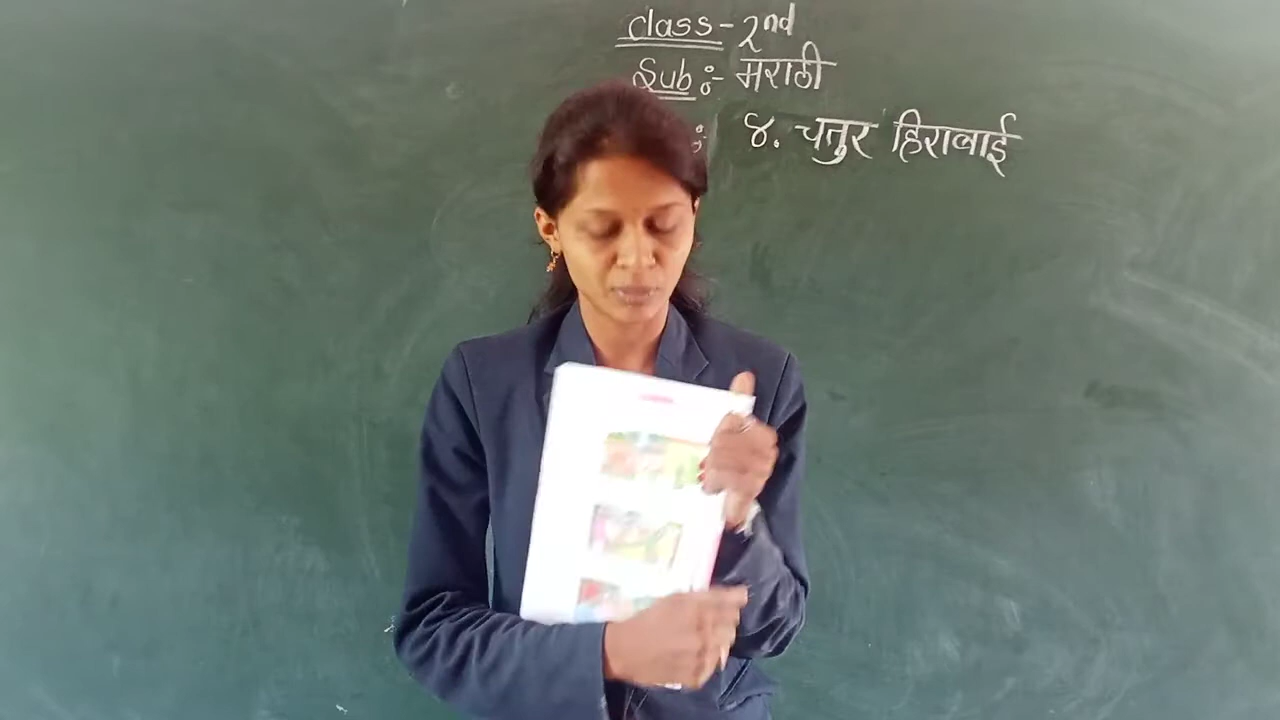 Class - 2nd
Sub :- मराठी
:- ४. चतुर हिराबाई